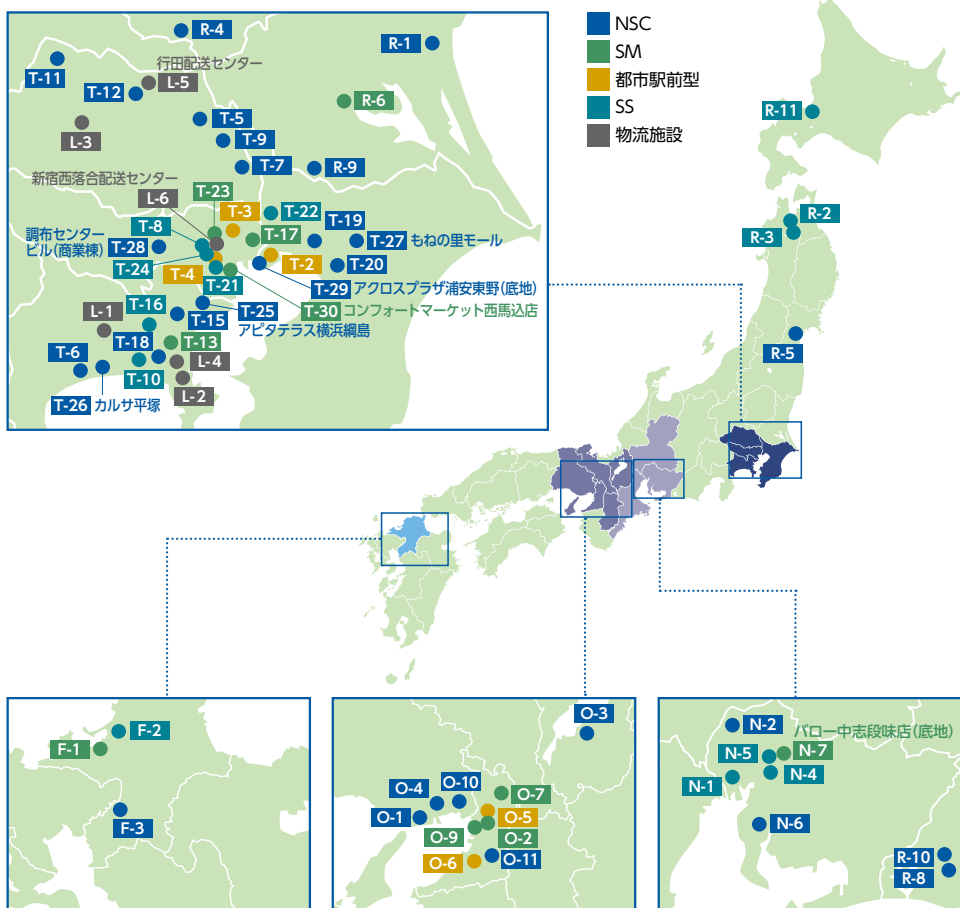 NSC
SM
都市駅前型
SS
物流施設
R-4
R-1
T-11
行田配送センター
L-5
T-12
R-6
L-3
T-5
T-9
T-7
R-9
新宿西落合配送センター
T-23
L-6
T-3
T-22
T-19
T-8
T-17
調布センター
ビル(商業棟)
T-28
T-27 もねの里モール
T-24
T-4
T-2
T-20
T-21
T-29 アクロスプラザ浦安東野(底地)
T-30 コンフォートマーケット西馬込店
T-16
T-25
アピタテラス横浜綱島
L-1
T-15
T-18
T-13
T-6
L-4
T-10
L-2
T-26 カルサ平塚
R-11
R-2
R-3
R-5
F-2
F-1
F-3
O-3
O-4
O-10
O-7
O-1
O-5
O-9
O-2
O-6
O-11
N-2
バロー中志段味店(底地)
N-5
N-7
N-1
N-4
N-6
R-10
R-8